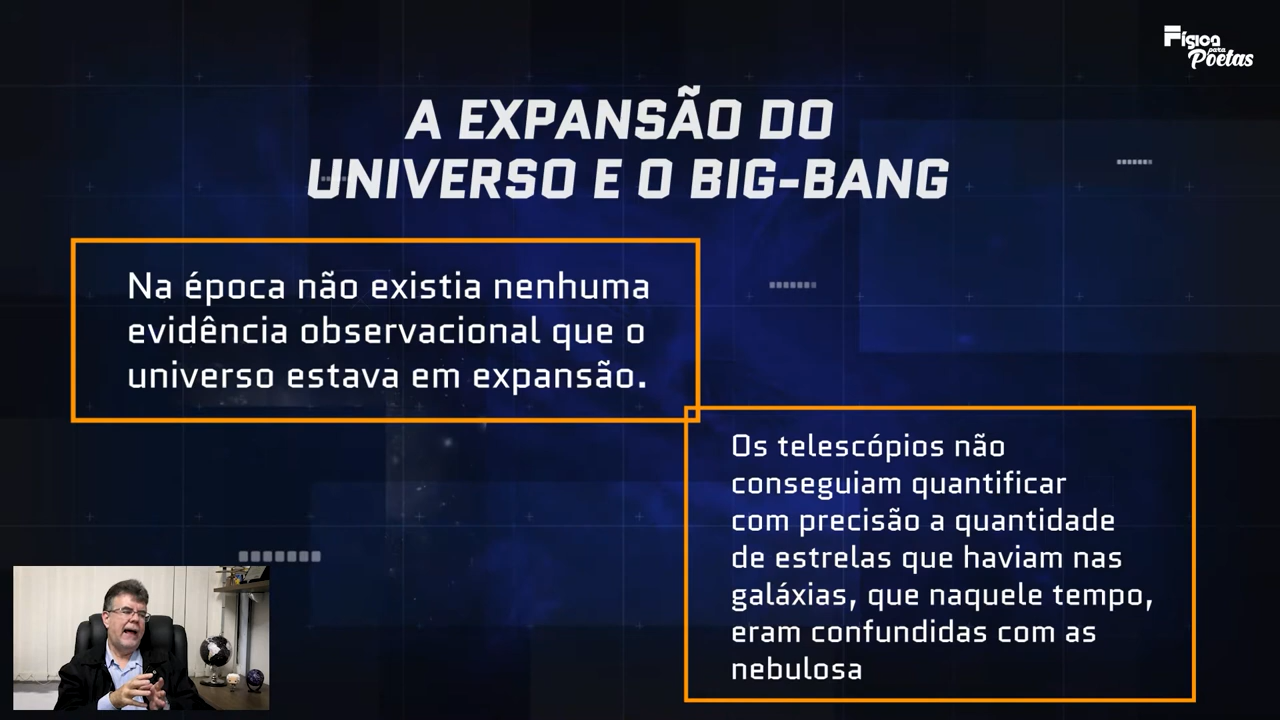 Física
para
Poetas
A EXPANSÃO DO
UNIVERSO E O BIG-BANG
Na época não existia nenhuma
evidência observacional que o
universo estava em expansão.
Os telescópios não
conseguiam quantificar
com precisão a quantidade
de estrelas que haviam nas
galáxias, que naquele tempo,
eram confundidas com as
nebulosa